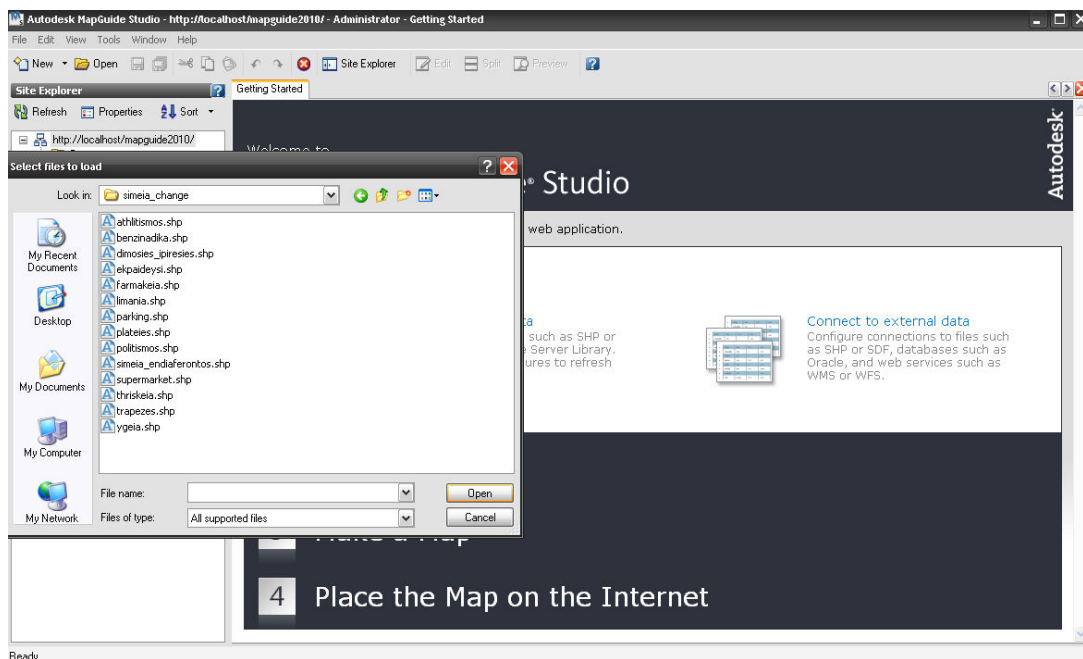 Autodesk MapGuide Studio - http://localhost/mapguide2010/ - Administrator - Getting Started
File Edit View Tools Window Help
New Open Site Explorer Edit Split Preview
Site Explorer
Getting Started
Refresh Properties Sort
http://localhost/mapguide2010/
Welcome to
Studio
Autodesk
web application.
Select files to load
Look in: simeia_change
My Recent Documents
Desktop
My Documents
My Computer
My Network
athlitismos.shp
benzinadika.shp
dimosies_ipiresies.shp
ekpaideysi.shp
farmakeia.shp
limania.shp
parking.shp
plateies.shp
politismos.shp
simeia_endiaferontos.shp
supermarket.shp
thriskeia.shp
trapezes.shp
ygeia.shp
File name:
Open
Files of type: All supported files
Cancel
such as SHP or
Server Library.
ures to refresh
Connect to external data
Configure connections to files such
as SHP or SDF, databases such as
Oracle, and web services such as
WMS or WFS.
Make a Map
4 Place the Map on the Internet
Ready